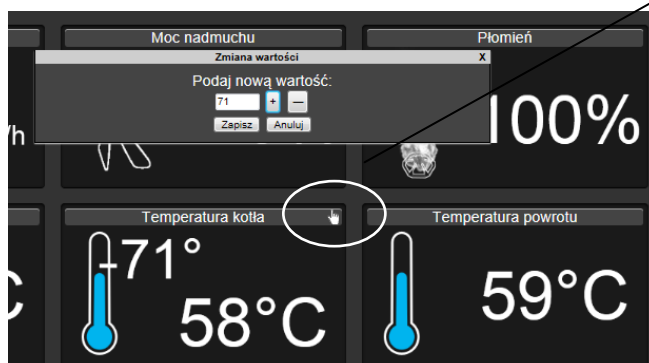 Moc nadmuchu
Płomień
Zmiana wartości X
Podaj nową wartość:
71 + —
Zapisz Anuluj
/h
100%
Temperatura kotła
Temperatura powrotu
71°
58°C
59°C
C